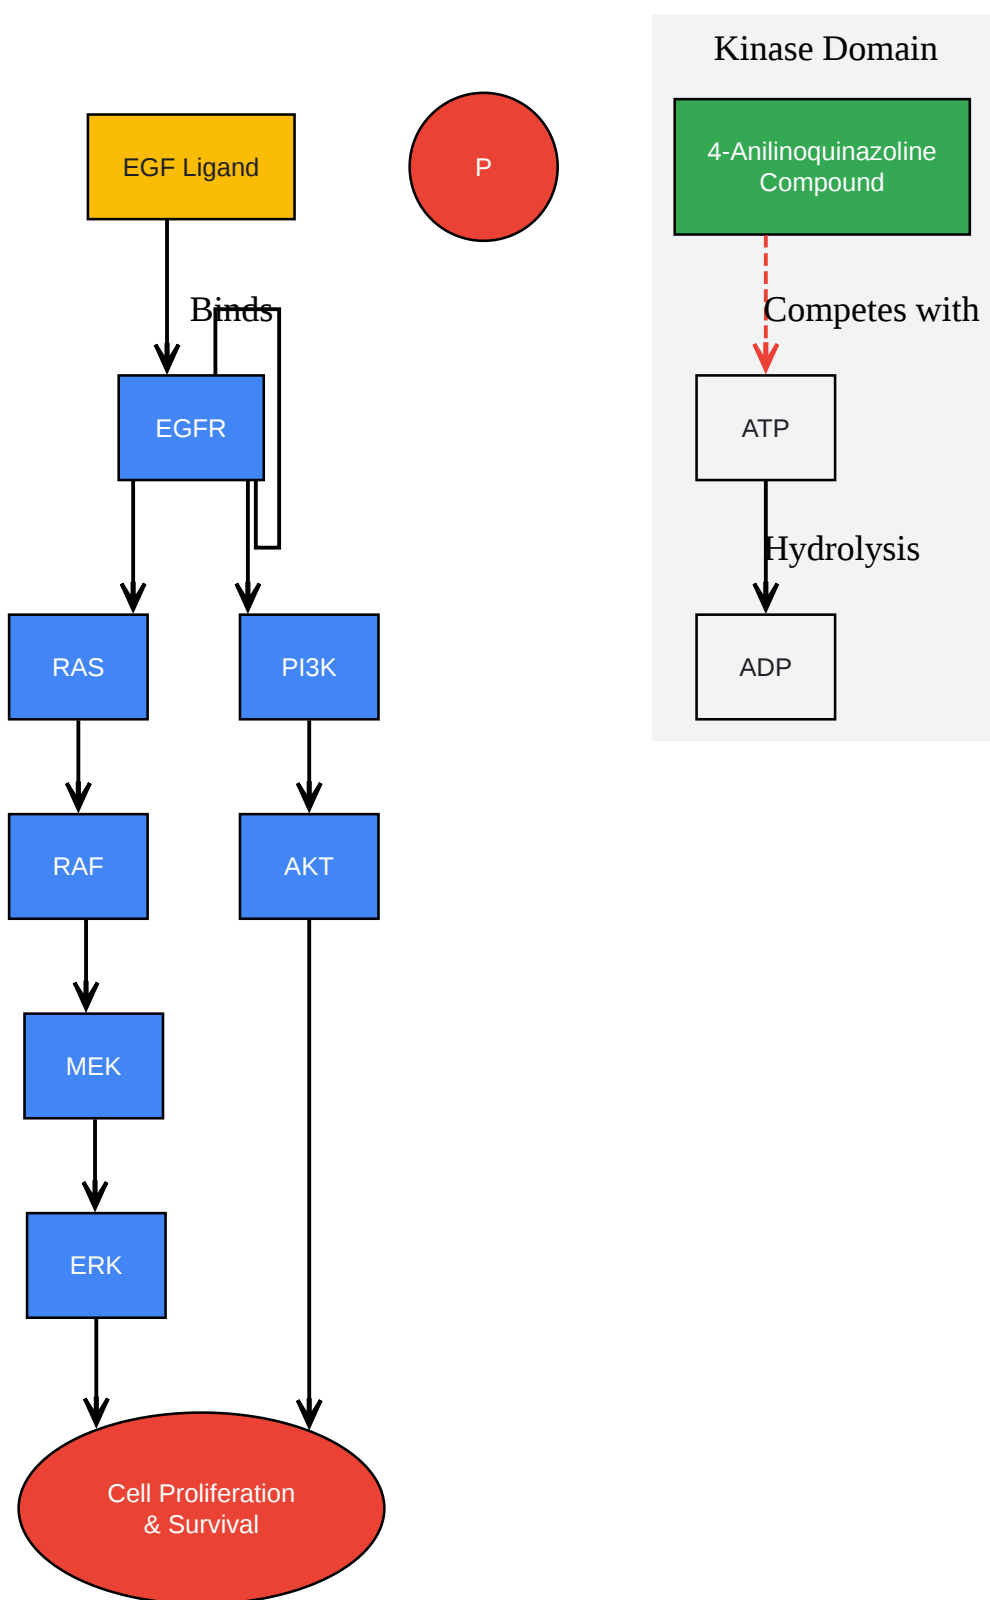 Kinase Domain
EGF Ligand
P
4-Anilinoquinazoline
Compound
Binds
Competes with
EGFR
ATP
Hydrolysis
RAS
PI3K
ADP
RAF
AKT
MEK
ERK
Cell Proliferation
& Survival